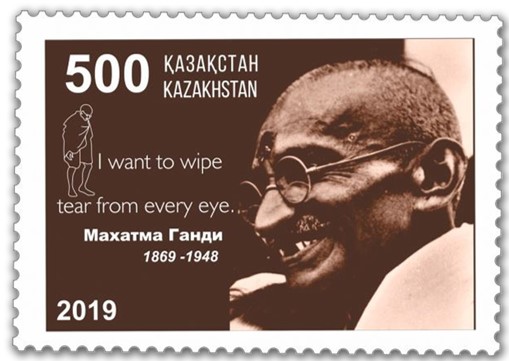 500
ҚАЗАҚСТАН
KAZAKHSTAN
I want to wipe
tear from every eye..
Махатма Ганди
1869 -1948
2019